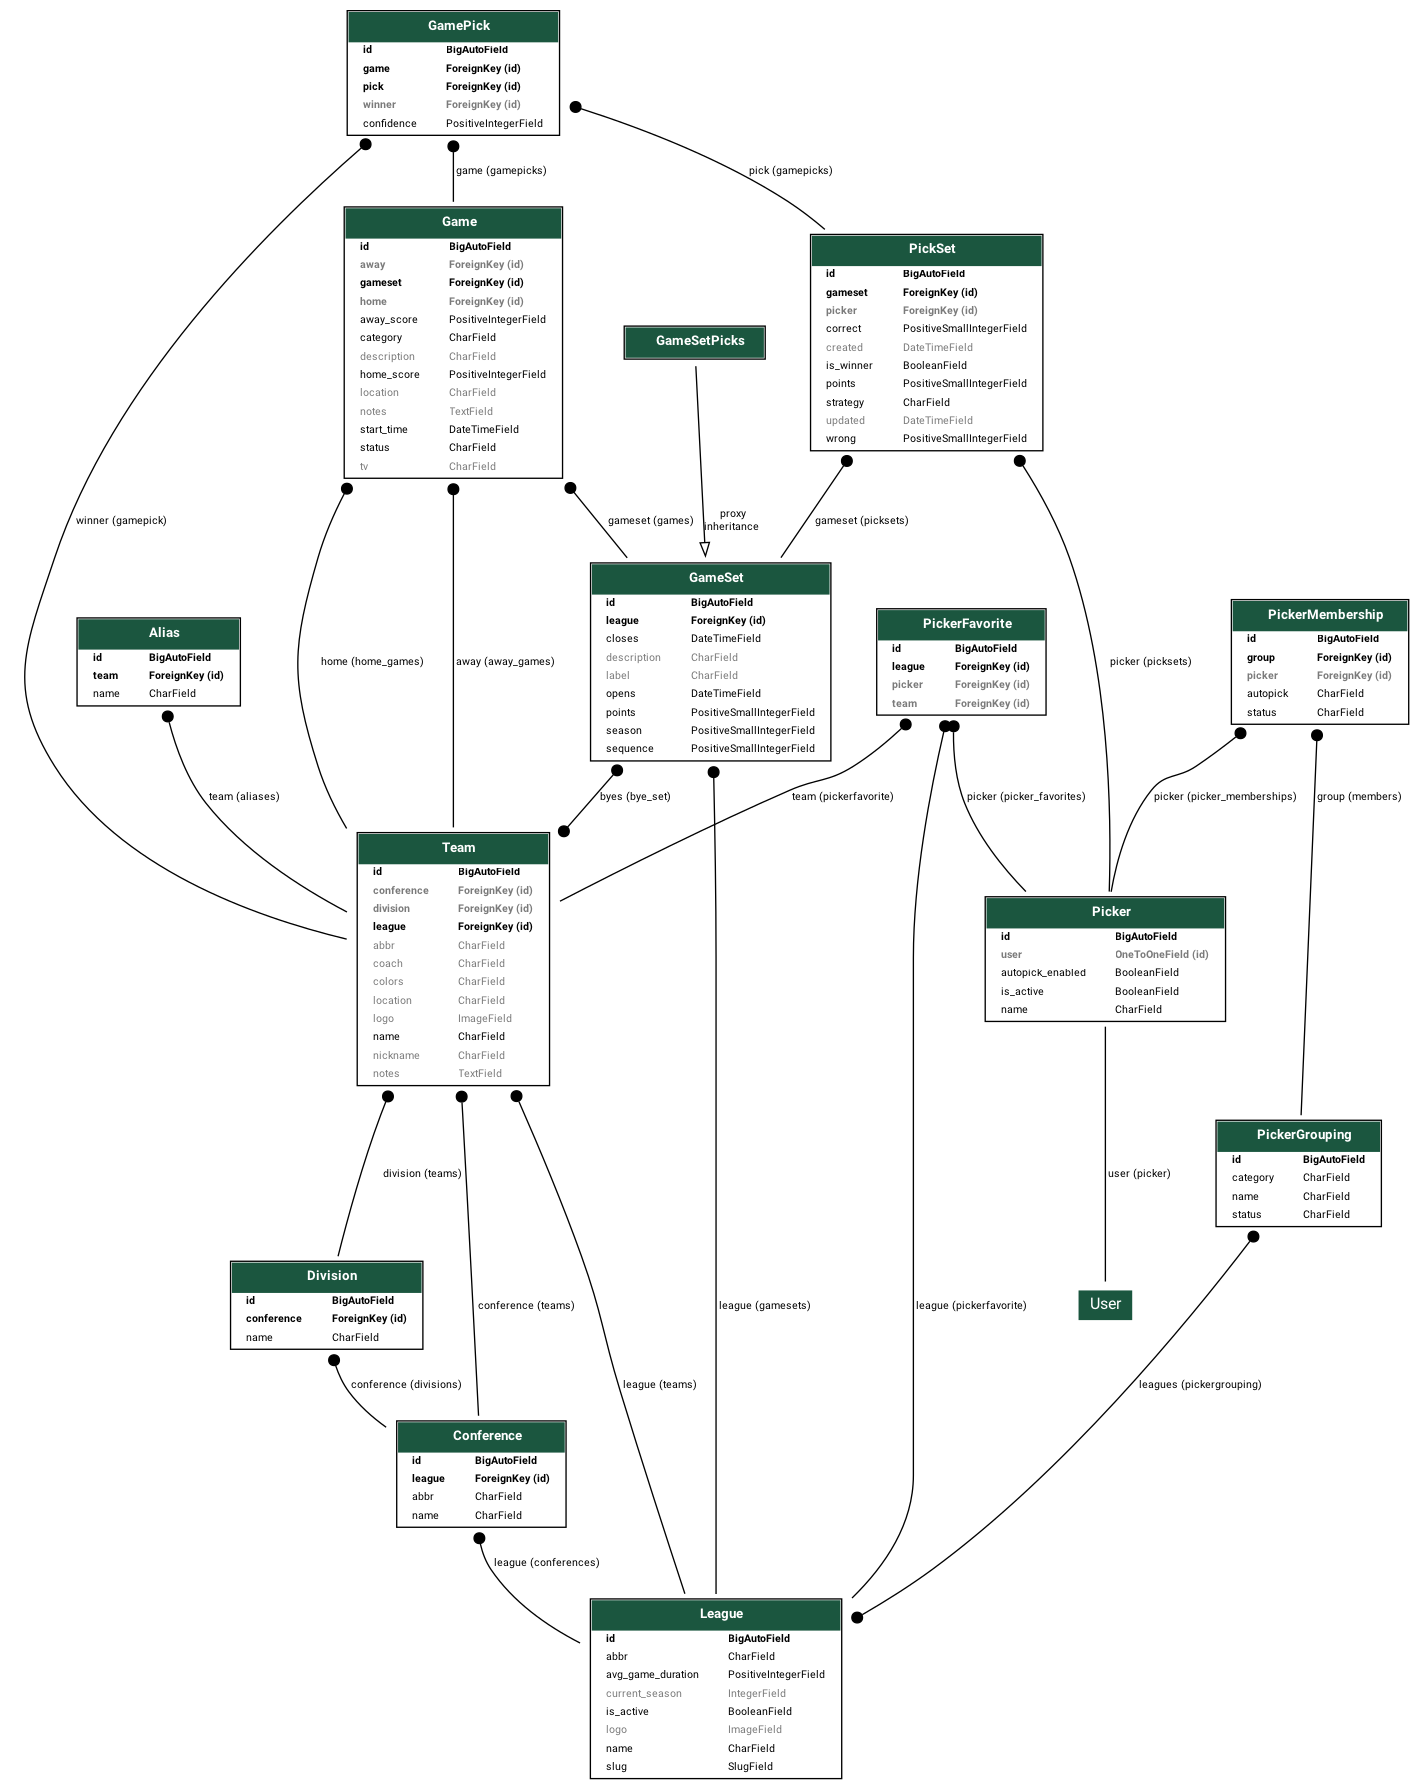 GamePick
id BigAutoField
game ForeignKey (id)
pick ForeignKey (id)
winner ForeignKey (id)
confidence PositiveIntegerField
game (gamepicks)
pick (gamepicks)
Game
id BigAutoField
away ForeignKey (id)
gameset ForeignKey (id)
home ForeignKey (id)
away_score PositiveIntegerField
category CharField
description CharField
home_score PositiveIntegerField
location CharField
notes TextField
start_time DateTimeField
status CharField
tv CharField
PickSet
id BigAutoField
gameset ForeignKey (id)
picker ForeignKey (id)
correct PositiveSmallIntegerField
created DateTimeField
is_winner BooleanField
points PositiveSmallIntegerField
strategy CharField
updated DateTimeField
wrong PositiveSmallIntegerField
GameSetPicks
winner (gamepick)
gameset (games)
proxy
inheritance
gameset (picksets)
GameSet
id BigAutoField
league ForeignKey (id)
closes DateTimeField
description CharField
label CharField
opens DateTimeField
points PositiveSmallIntegerField
season PositiveSmallIntegerField
sequence PositiveSmallIntegerField
Alias
id BigAutoField
team ForeignKey (id)
name CharField
home (home_games)
away (away_games)
PickerFavorite
id BigAutoField
league ForeignKey (id)
picker ForeignKey (id)
team ForeignKey (id)
picker (picksets)
PickerMembership
id BigAutoField
group ForeignKey (id)
picker ForeignKey (id)
autopick CharField
status CharField
team (aliases)
byes (bye_set)
team (pickerfavorite)
picker (picker_favorites)
picker (picker_memberships)
group (members)
Team
id BigAutoField
conference ForeignKey (id)
division ForeignKey (id)
league ForeignKey (id)
abbr CharField
coach CharField
colors CharField
location CharField
logo ImageField
name CharField
nickname CharField
notes TextField
Picker
id BigAutoField
user OneToOneField (id)
autopick_enabled BooleanField
is_active BooleanField
name CharField
division (teams)
user (picker)
PickerGrouping
id BigAutoField
category CharField
name CharField
status CharField
Division
id BigAutoField
conference ForeignKey (id)
name CharField
conference (teams)
league (gamesets)
league (pickerfavorite)
User
conference (divisions)
league (teams)
leagues (pickergrouping)
Conference
id BigAutoField
league ForeignKey (id)
abbr CharField
name CharField
league (conferences)
League
id BigAutoField
abbr CharField
avg_game_duration PositiveIntegerField
current_season IntegerField
is_active BooleanField
logo ImageField
name CharField
slug SlugField